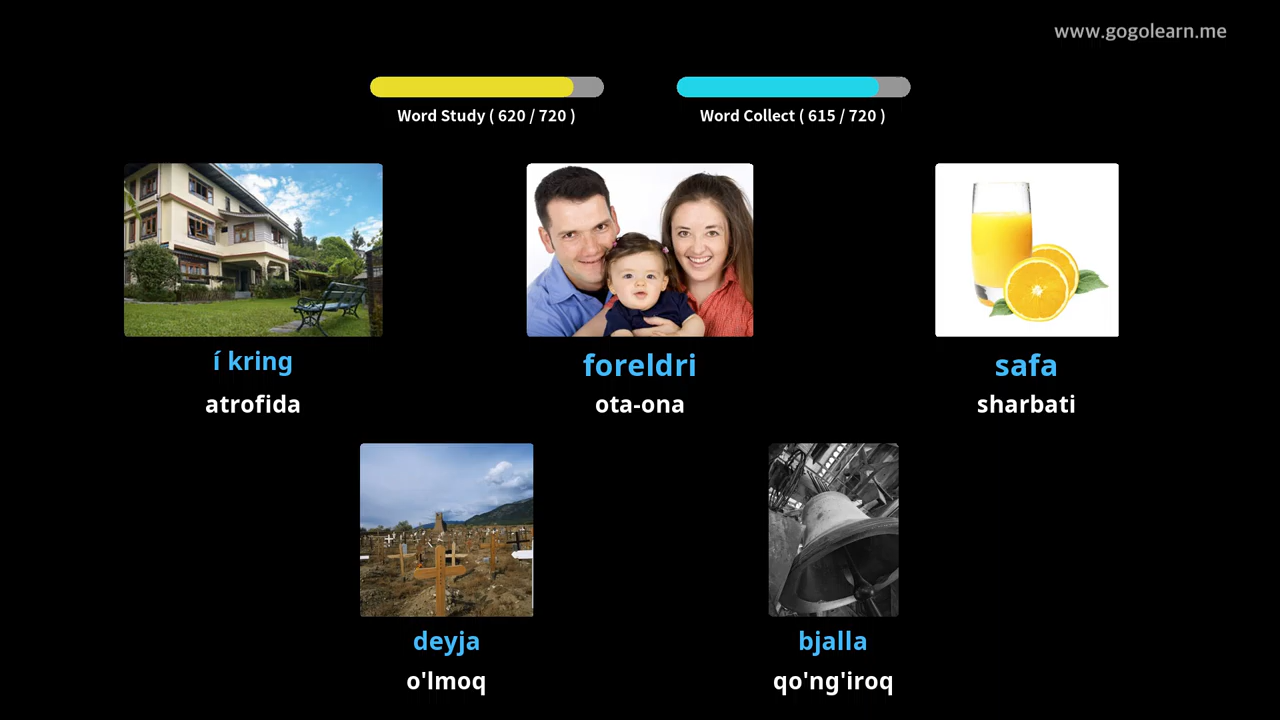 www.gogolearn.me
Word Study ( 620 / 720 )
Word Collect ( 615 / 720 )
í kring
atrofida
foreldri
ota-ona
safa
sharbati
deyja
o'lmoq
bjalla
qo'ng'iroq